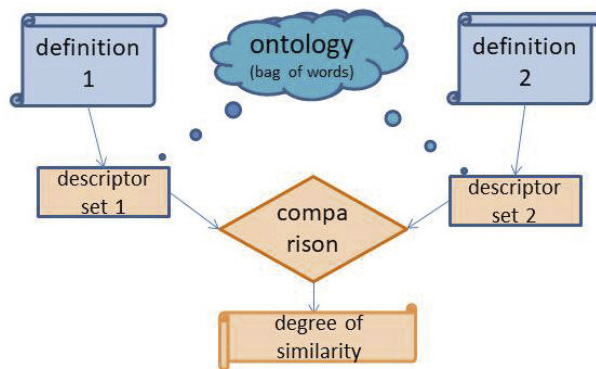 definition
1
ontology
(bag of words)
definition
2
descriptor
set 1
compa
rison
descriptor
set 2
degree of
similarity